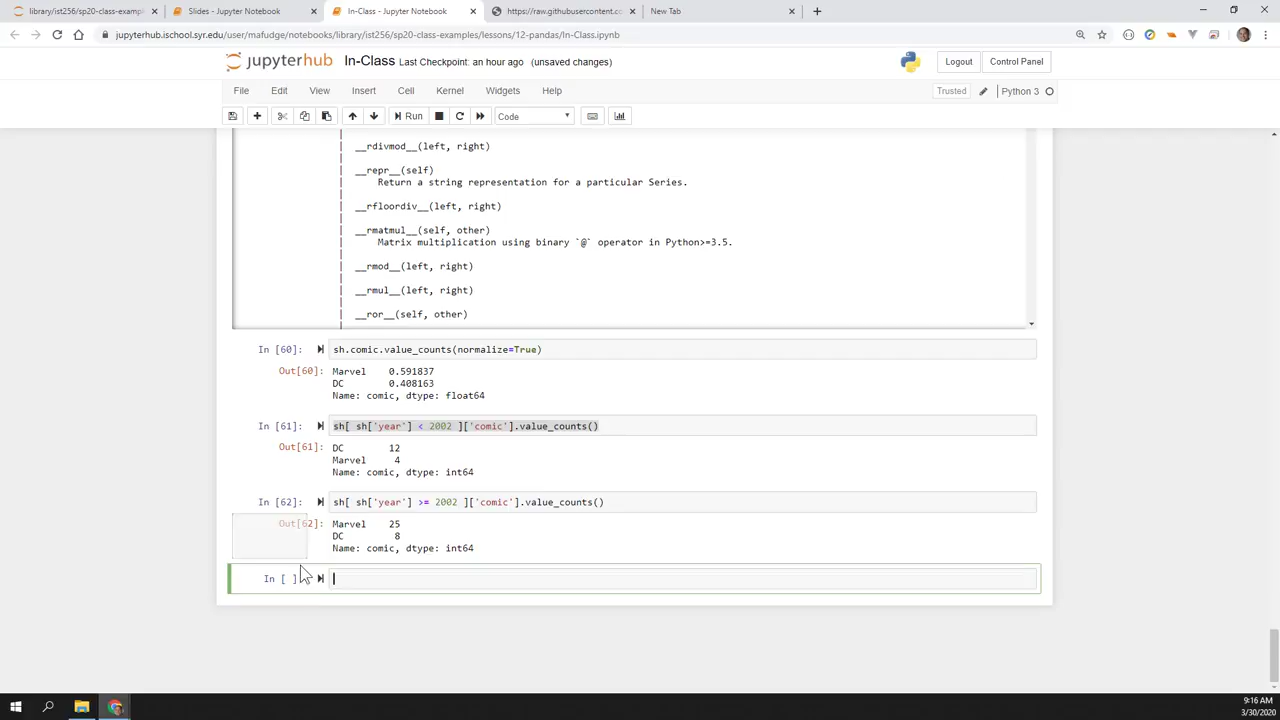 library/ist256/sp20-class-examp
Slides - Jupyter Notebook
In-Class - Jupyter Notebook
https://raw.githubusercontent.c
New Tab
jupyterhub.ischool.syr.edu/user/mafudge/notebooks/library/ist256/sp20-class-examples/lessons/12-pandas/In-Class.ipynb
jupyterhub In-Class Last Checkpoint: an hour ago (unsaved changes)
Logout
Control Panel
File Edit View Insert Cell Kernel Widgets Help
Trusted
Python 3
Run
Code
__rdivmod__(left, right)
__repr__(self)
Return a string representation for a particular Series.
__rfloordiv__(left, right)
__rmatmul__(self, other)
Matrix multiplication using binary `@` operator in Python>=3.5.
__rmod__(left, right)
__rmul__(left, right)
__ror__(self, other)
In [60]: sh.comic.value_counts(normalize=True)
Out[60]: Marvel 0.591837
DC 0.408163
Name: comic, dtype: float64
In [61]: sh[ sh['year'] < 2002 ]['comic'].value_counts()
Out[61]: DC 12
Marvel 4
Name: comic, dtype: int64
In [62]: sh[ sh['year'] >= 2002 ]['comic'].value_counts()
Out[62]: Marvel 25
DC 8
Name: comic, dtype: int64
In [ ]
9:16 AM
3/30/2020